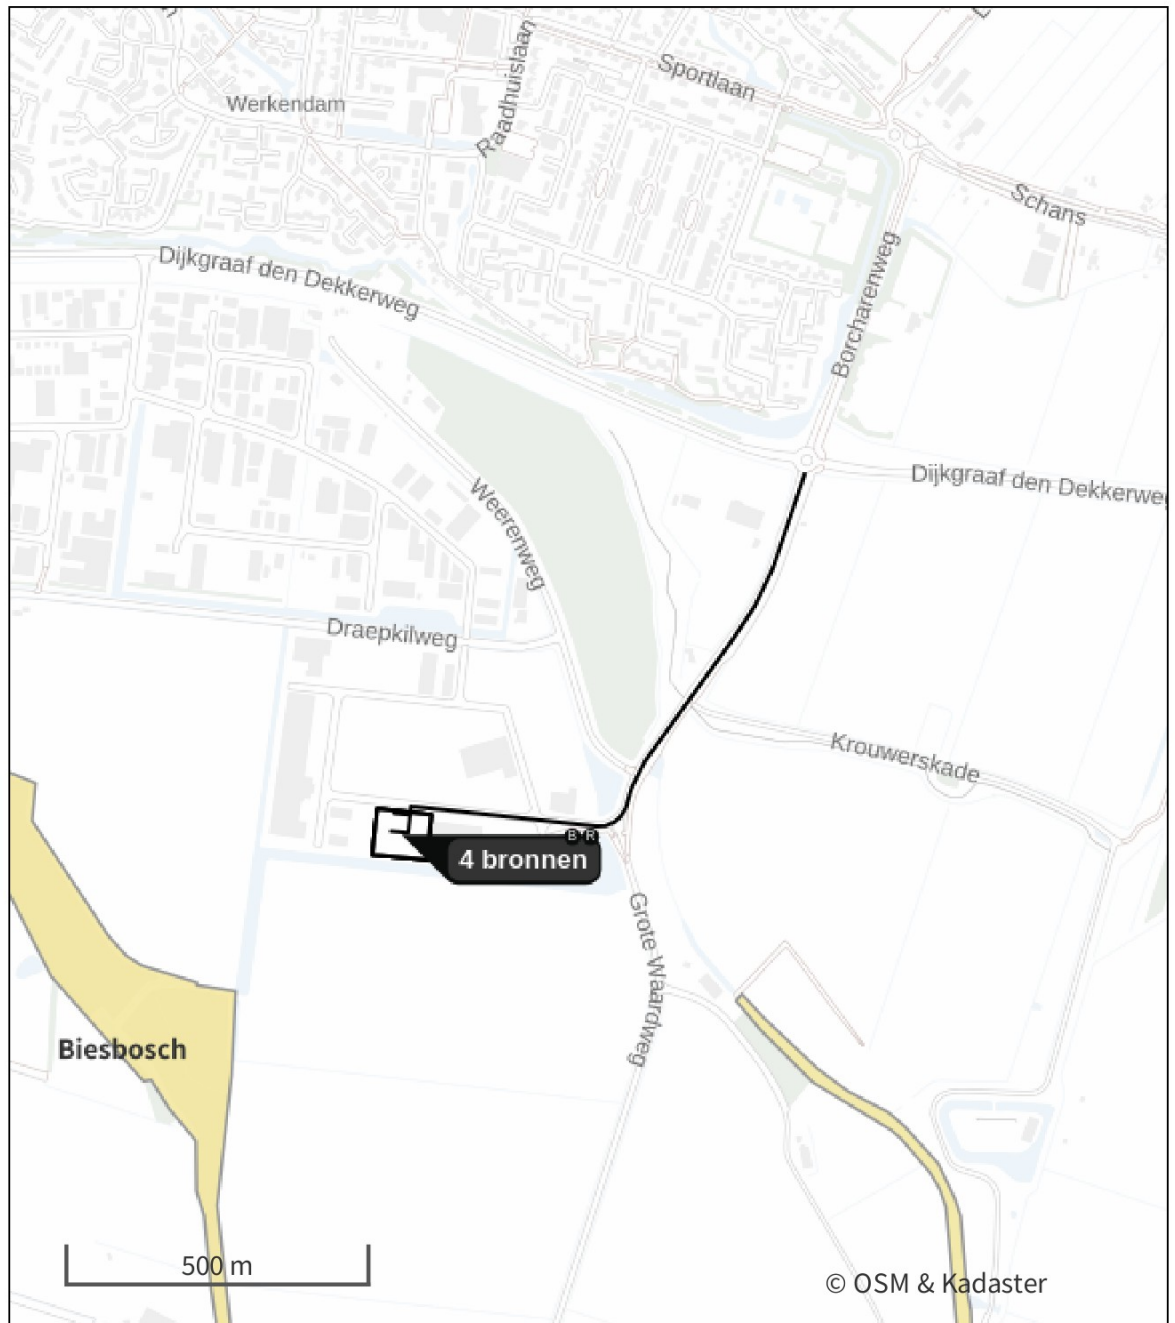 Raadhuislaan
Sportlaan
Werkendam
Schans
Dijkgraaf den Dekkerweg
Borcharenweg
Dijkgraaf den Dekkerweg
Weerenweg
Draepkilweg
Krouwerskade
B R
4 bronnen
Grote Waardweg
Biesbosch
500 m
© OSM & Kadaster